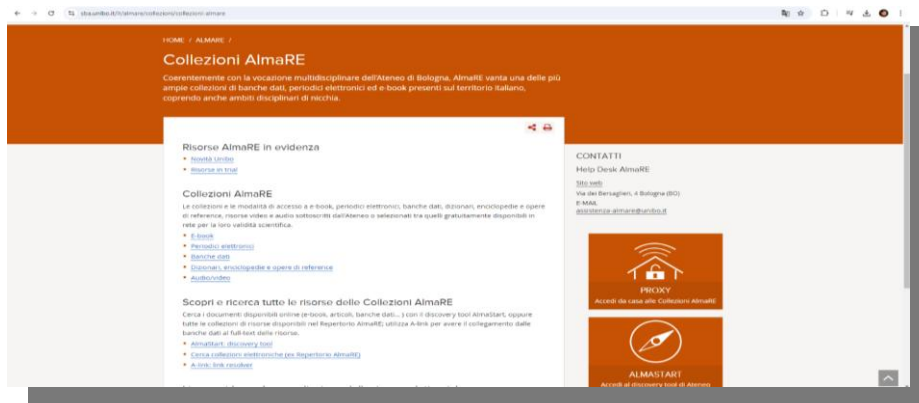 sba.unibo.it/it/almare/collezioni/collezioni-almare
HOME / ALMARE /
Collezioni AlmaRE
Coerentemente con la vocazione multidisciplinare dell'Ateneo di Bologna, AlmaRE vanta una delle più
ampie collezioni di banche dati, periodici elettronici ed e-book presenti sul territorio italiano,
coprendo anche ambiti disciplinari di nicchia.
Risorse AlmaRE in evidenza
Novità Unibo
Risorse in trial
Collezioni AlmaRE
Le collezioni e le modalità di accesso a e-book, periodici elettronici, banche dati, dizionari, enciclopedie e opere
di reference, risorse video e audio sottoscritti dall'Ateneo o selezionati tra quelli gratuitamente disponibili in
rete per la loro validità scientifica.
E-book
Periodici elettronici
Banche dati
Dizionari, enciclopedie e opere di reference
Audio/video
Scopri e ricerca tutte le risorse delle Collezioni AlmaRE
Cerca i documenti disponibili online (e-book, articoli, banche dati... ) con il discovery tool AlmaStart, oppure
tutte le collezioni di risorse disponibili nel Repertorio AlmaRE; utilizza A-link per avere il collegamento dalle
banche dati al full-text delle risorse.
AlmaStart: discovery tool
Cerca collezioni elettroniche (ex Repertorio AlmaRE)
A-link: link resolver
CONTATTI
Help Desk AlmaRE
Sito web
Via dei Bersaglieri, 4 Bologna (BO)
E-MAIL
assistenza-almare@unibo.it
PROXY
Accedi da casa alle Collezioni AlmaRE
ALMASTART
Accedi al discovery tool di Ateneo